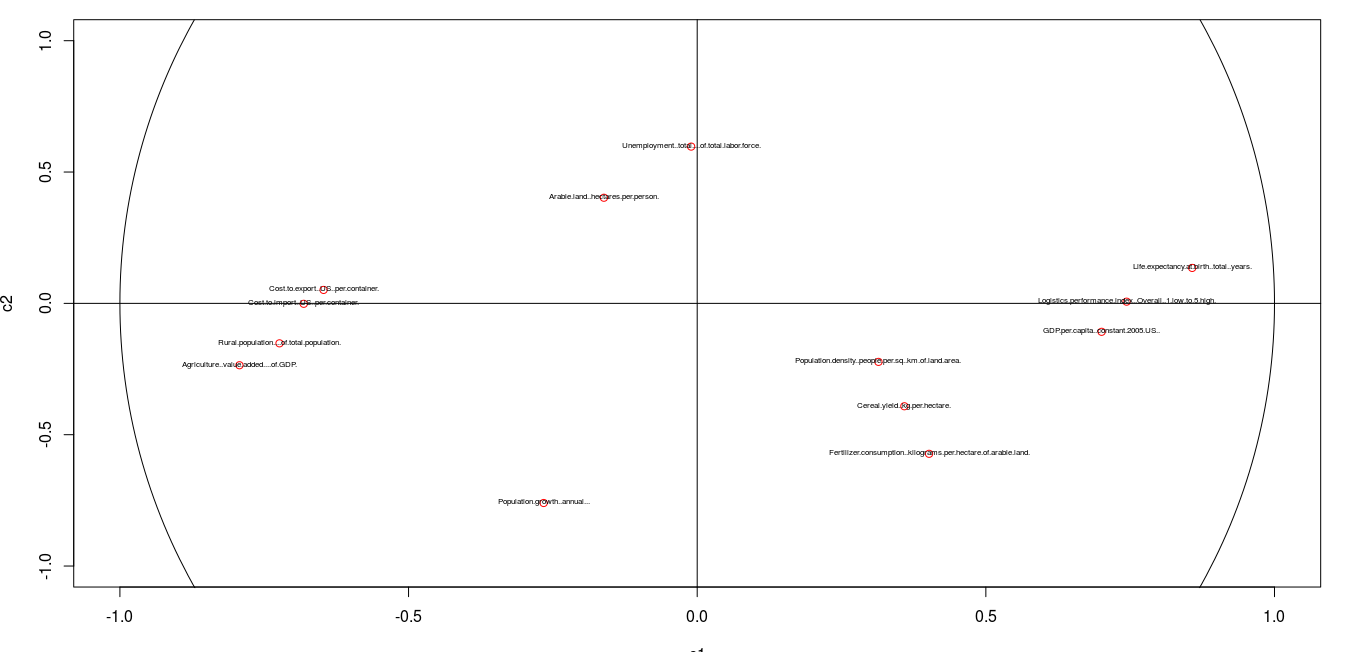 1.0
Unemployment..total....of.total.labor.force.
0.5
Arable.land..hectares.per.person.
Life.expectancy.at.birth..total..years.
Cost.to.export..US..per.container.
c2
0.0
Cost.to.import..US..per.container.
Logistics.performance.index..Overall..1.low.to.5.high.
GDP.per.capita..constant.2005.US..
Rural.population....of.total.population.
Population.density..people.per.sq..km.of.land.area.
Agriculture..value.added....of.GDP.
Cereal.yield..kg.per.hectare.
-0.5
Fertilizer.consumption..kilograms.per.hectare.of.arable.land.
Population.growth..annual...
-1.0
-1.0 -0.5 0.0 0.5 1.0